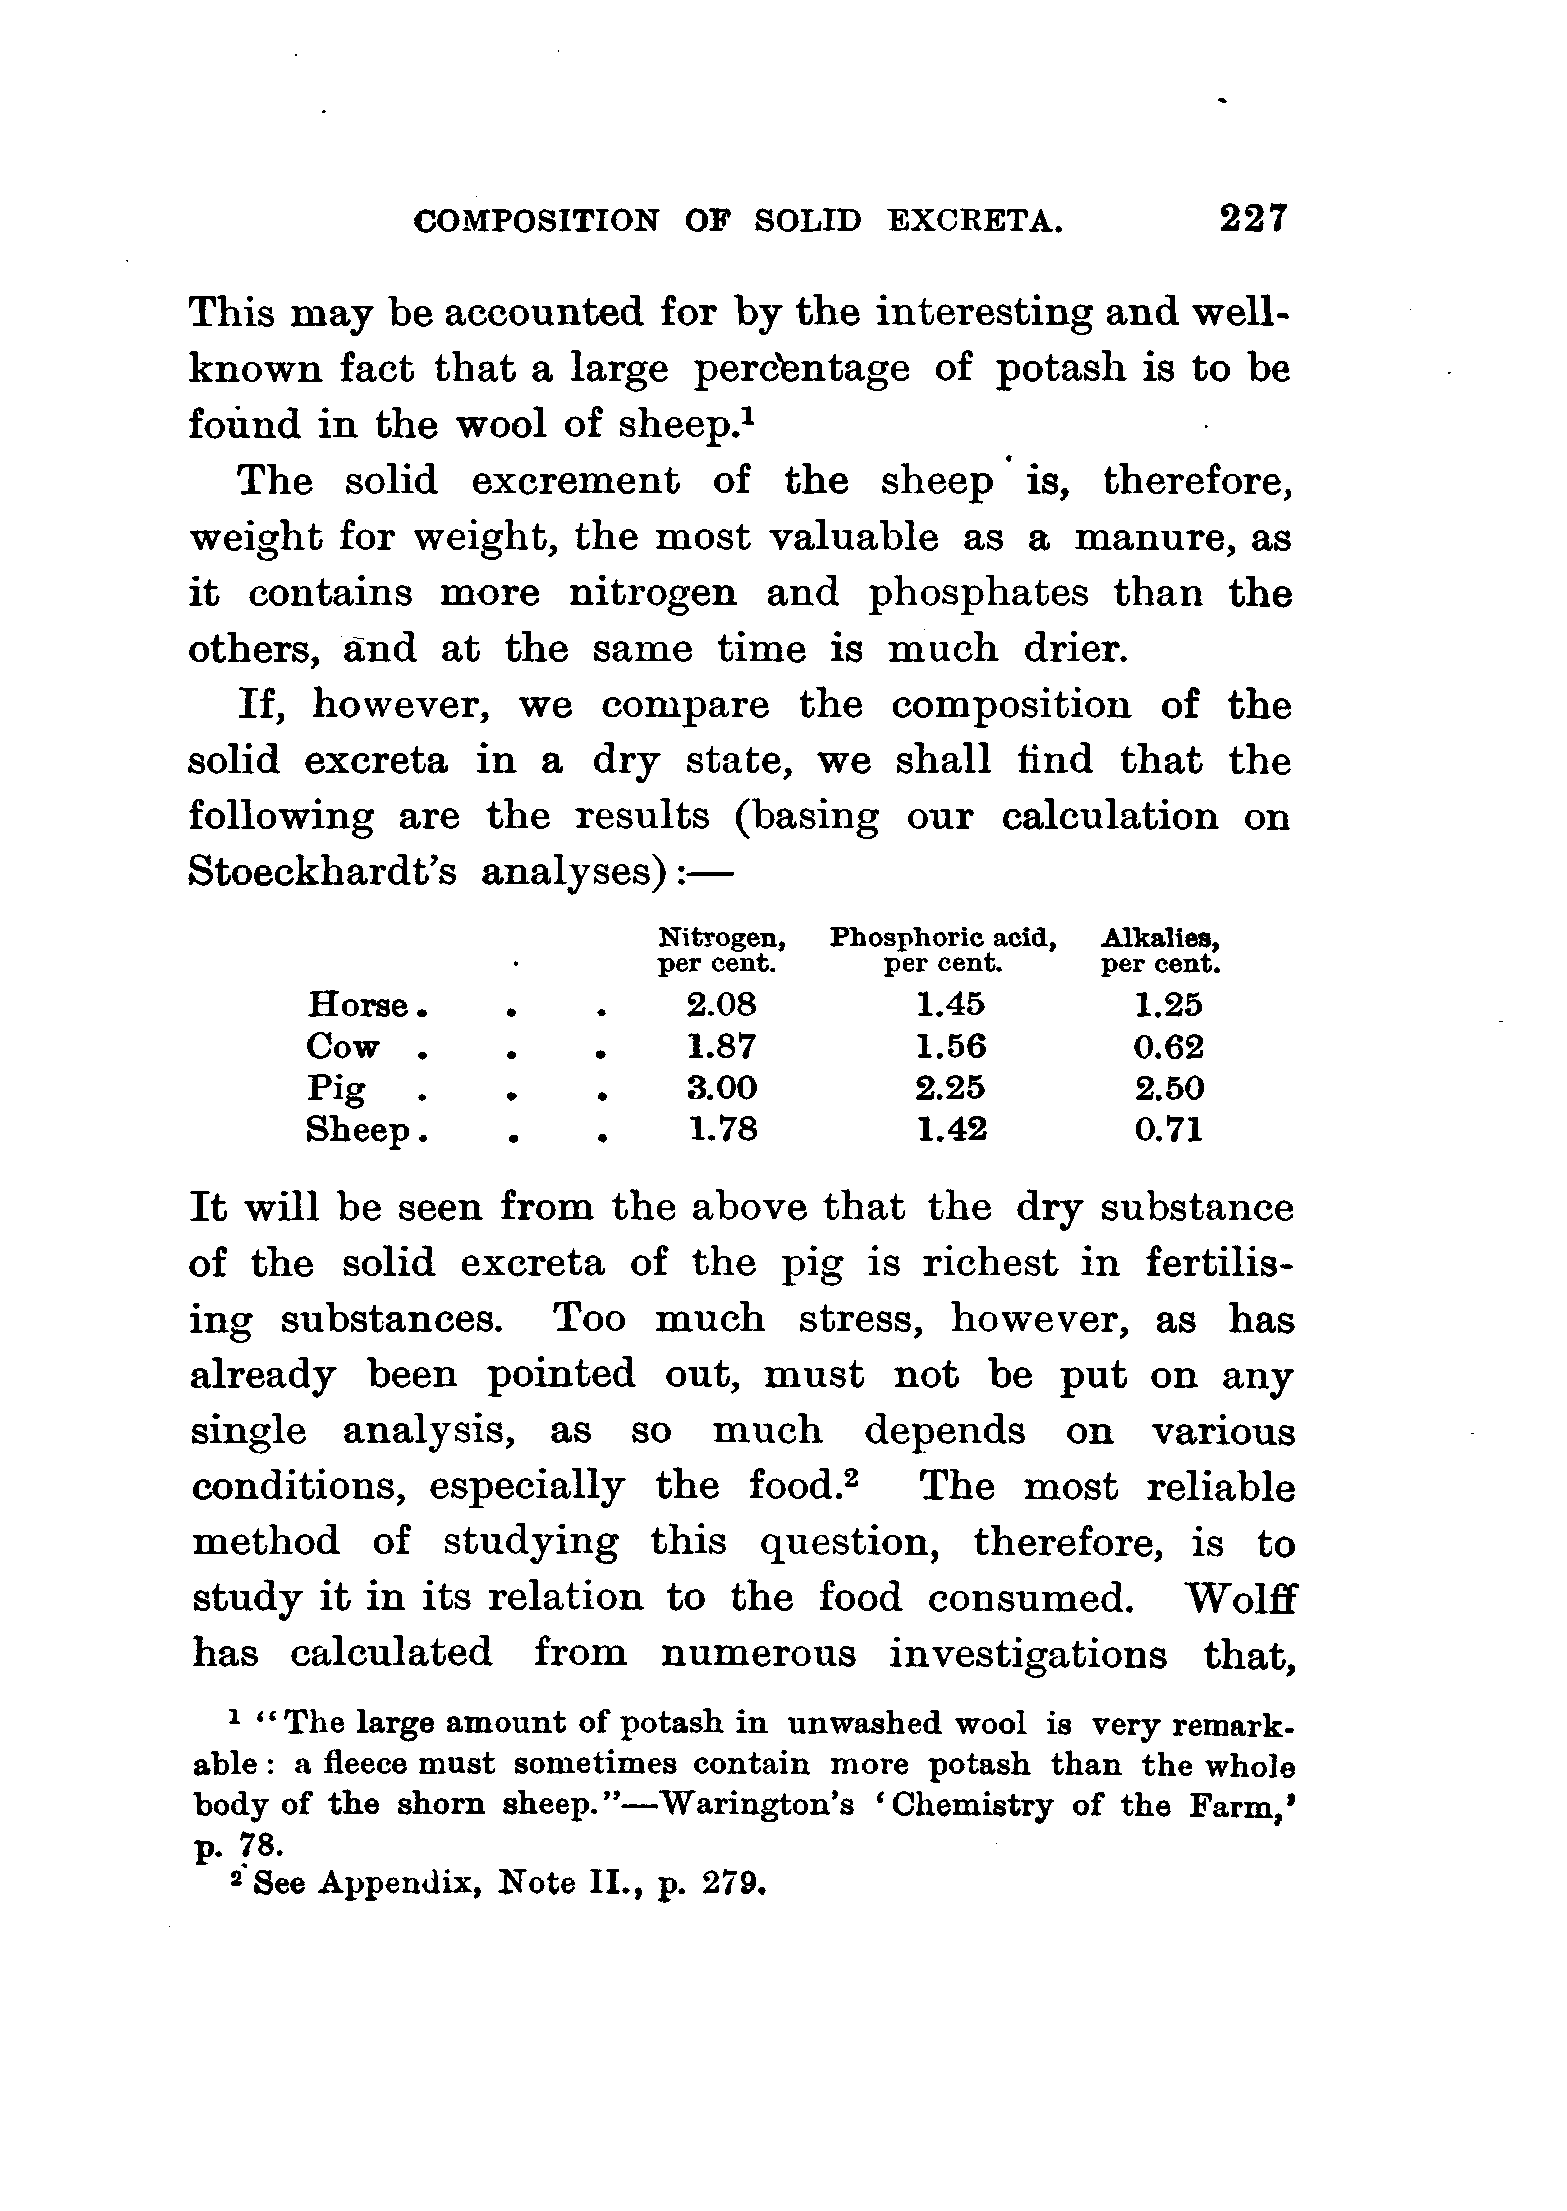 COMPOSITION OF SOLID EXCRETA. 227
This may be accounted for by the interesting and well-
known fact that a large percentage of potash is to be
found in the wool of sheep.¹
The solid excrement of the sheep is, therefore,
weight for weight, the most valuable as a manure, as
it contains more nitrogen and phosphates than the
others, and at the same time is much drier.
If, however, we compare the composition of the
solid excreta in a dry state, we shall find that the
following are the results (basing our calculation on
Stoeckhardt's analyses):—
Nitrogen, Phosphoric acid, Alkalies,
per cent. per cent. per cent.
Horse . . . 2.08 1.45 1.25
Cow . . . 1.87 1.56 0.62
Pig . . . 3.00 2.25 2.50
Sheep . . . 1.78 1.42 0.71
It will be seen from the above that the dry substance
of the solid excreta of the pig is richest in fertilis-
ing substances. Too much stress, however, as has
already been pointed out, must not be put on any
single analysis, as so much depends on various
conditions, especially the food.² The most reliable
method of studying this question, therefore, is to
study it in its relation to the food consumed. Wolff
has calculated from numerous investigations that,
¹ "The large amount of potash in unwashed wool is very remark-
able: a fleece must sometimes contain more potash than the whole
body of the shorn sheep."—Warington's 'Chemistry of the Farm,'
p. 78.
² See Appendix, Note II., p. 279.